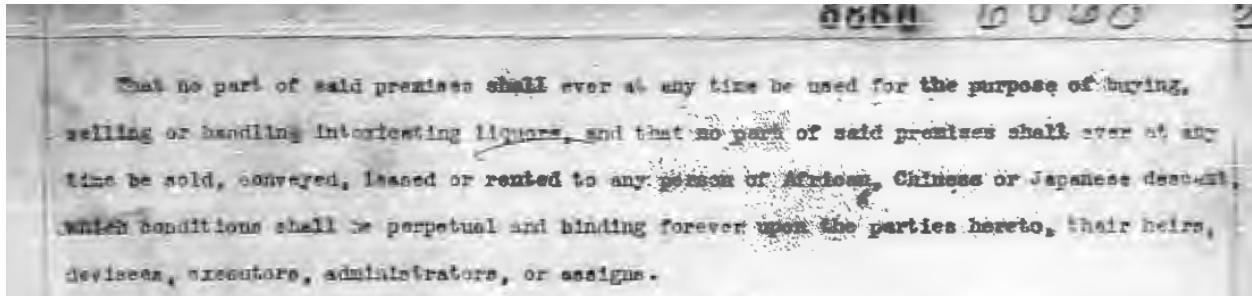 That no part of said premises shall ever at any time be used for the purpose of buying,
selling or handling intoxicating liquors, and that no part of said premises shall ever at any
time be sold, conveyed, leased or rented to any person of African, Chinese or Japanese descent,
which conditions shall be perpetual and binding forever upon the parties hereto, their heirs,
devisees, executors, administrators, or assigns.